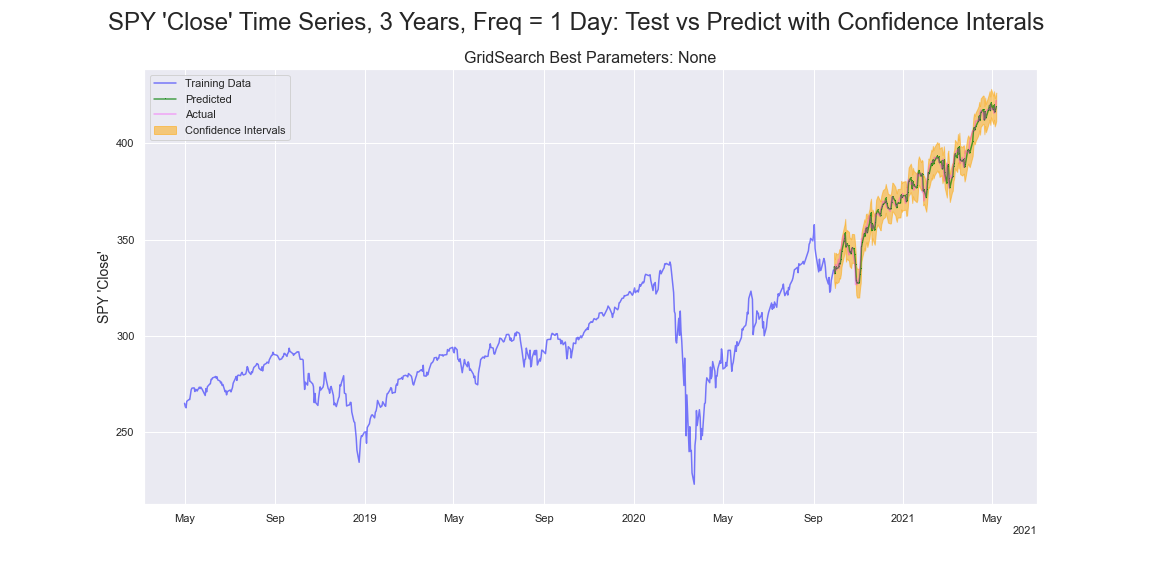 SPY 'Close' Time Series, 3 Years, Freq = 1 Day: Test vs Predict with Confidence Interals
GridSearch Best Parameters: None
Training Data
Predicted
Actual
Confidence Intervals
SPY 'Close'
400
350
300
250
May Sep 2019 May Sep 2020 May Sep 2021 May
2021